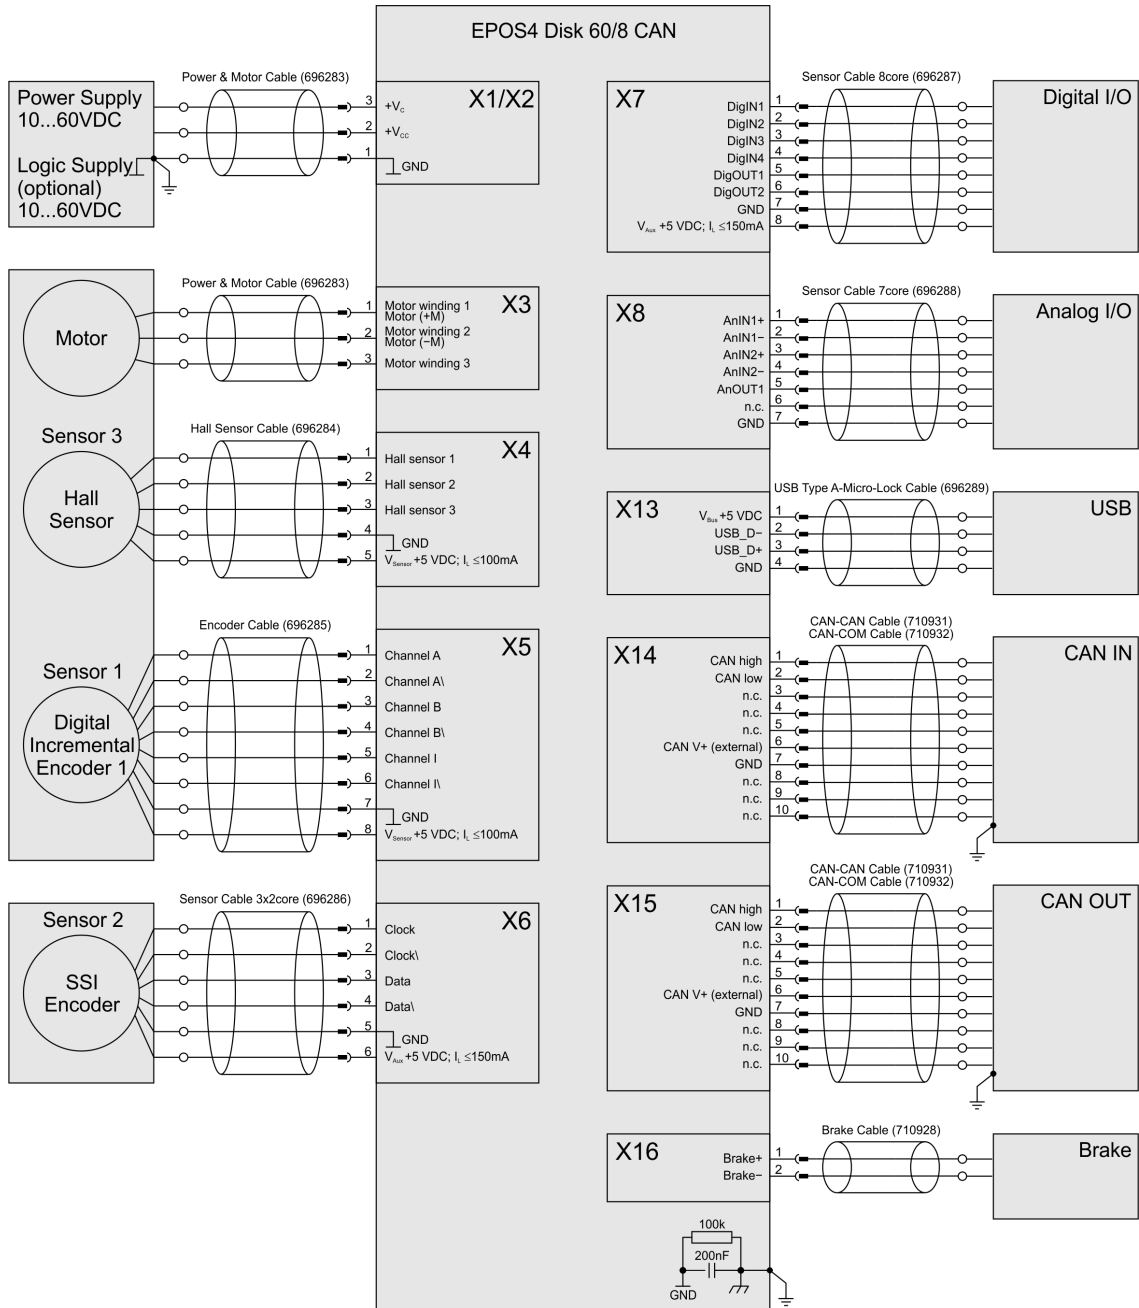 EPOS4 Disk 60/8 CAN
Power & Motor Cable (696283)
Power Supply
10...60VDC
Logic Supply
(optional)
10...60VDC
X1/X2
3 +Vc
2 +Vcc
1
GND
Power & Motor Cable (696283)
Motor
X3
1 Motor winding 1
Motor (+M)
2 Motor winding 2
Motor (−M)
3 Motor winding 3
Sensor 3
Hall Sensor Cable (696284)
Hall
Sensor
X4
1 Hall sensor 1
2 Hall sensor 2
3 Hall sensor 3
4
GND
5 VSensor +5 VDC; IL ≤100mA
Sensor 1
Encoder Cable (696285)
Digital
Incremental
Encoder 1
X5
1 Channel A
2 Channel A\
3 Channel B
4 Channel B\
5 Channel I
6 Channel I\
7
GND
8 VSensor +5 VDC; IL ≤100mA
Sensor 2
Sensor Cable 3x2core (696286)
SSI
Encoder
X6
1 Clock
2 Clock\
3 Data
4 Data\
5
GND
6 VAux +5 VDC; IL ≤150mA
Sensor Cable 8core (696287)
X7
Digital I/O
DigIN1 1
DigIN2 2
DigIN3 3
DigIN4 4
DigOUT1 5
DigOUT2 6
GND 7
VAux +5 VDC; IL ≤150mA 8
Sensor Cable 7core (696288)
X8
Analog I/O
AnIN1+ 1
AnIN1− 2
AnIN2+ 3
AnIN2− 4
AnOUT1 5
n.c. 6
GND 7
USB Type A-Micro-Lock Cable (696289)
X13
USB
VBus +5 VDC 1
USB_D− 2
USB_D+ 3
GND 4
CAN-CAN Cable (710931)
CAN-COM Cable (710932)
X14
CAN IN
CAN high 1
CAN low 2
n.c. 3
n.c. 4
n.c. 5
CAN V+ (external) 6
GND 7
n.c. 8
n.c. 9
n.c. 10
CAN-CAN Cable (710931)
CAN-COM Cable (710932)
X15
CAN OUT
CAN high 1
CAN low 2
n.c. 3
n.c. 4
n.c. 5
CAN V+ (external) 6
GND 7
n.c. 8
n.c. 9
n.c. 10
Brake Cable (710928)
X16
Brake
Brake+ 1
Brake− 2
100k
200nF
GND